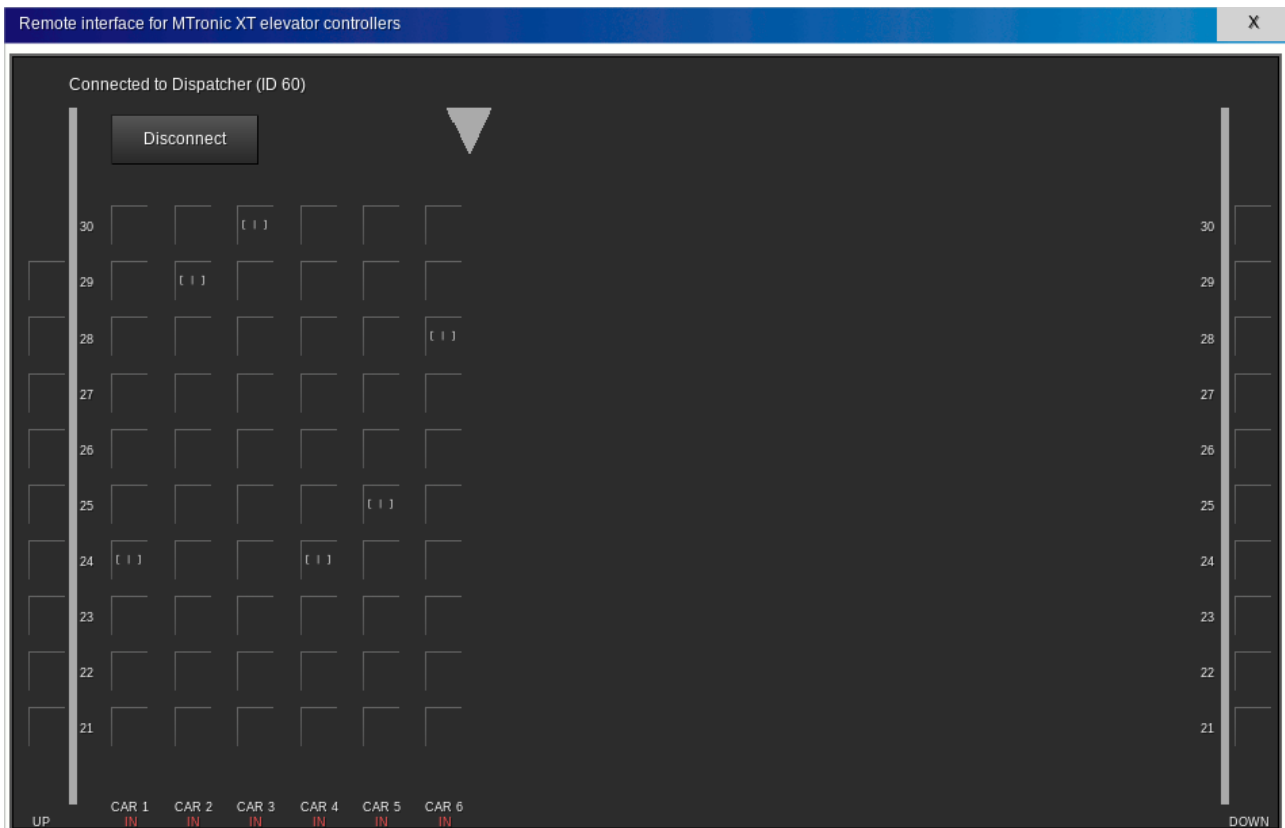 Remote interface for MTronic XT elevator controllers X
Connected to Dispatcher (ID 60)
Disconnect
30 [ | ] 30
29 [ | ] 29
28 [ | ] 28
27 27
26 26
25 [ | ] 25
24 [ | ] [ | ] 24
23 23
22 22
21 21
CAR 1 CAR 2 CAR 3 CAR 4 CAR 5 CAR 6
UP IN IN IN IN IN IN DOWN